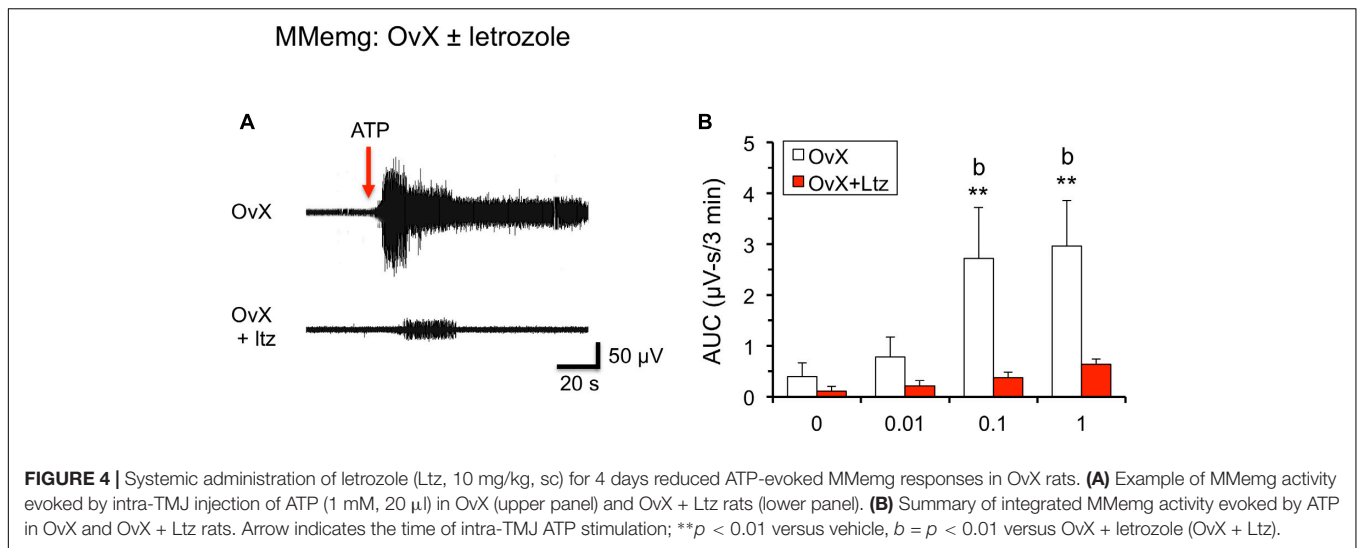 MMemg: OvX ± letrozole
A
ATP
OvX
OvX
+ ltz
50 µV
20 s
B
OvX
OvX+Ltz
AUC (µV-s/3 min)
5
4
3
2
1
0
b
**
b
**
0 0.01 0.1 1
FIGURE 4 | Systemic administration of letrozole (Ltz, 10 mg/kg, sc) for 4 days reduced ATP-evoked MMemg responses in OvX rats. (A) Example of MMemg activity
evoked by intra-TMJ injection of ATP (1 mM, 20 µl) in OvX (upper panel) and OvX + Ltz rats (lower panel). (B) Summary of integrated MMemg activity evoked by ATP
in OvX and OvX + Ltz rats. Arrow indicates the time of intra-TMJ ATP stimulation; **p < 0.01 versus vehicle, b = p < 0.01 versus OvX + letrozole (OvX + Ltz).